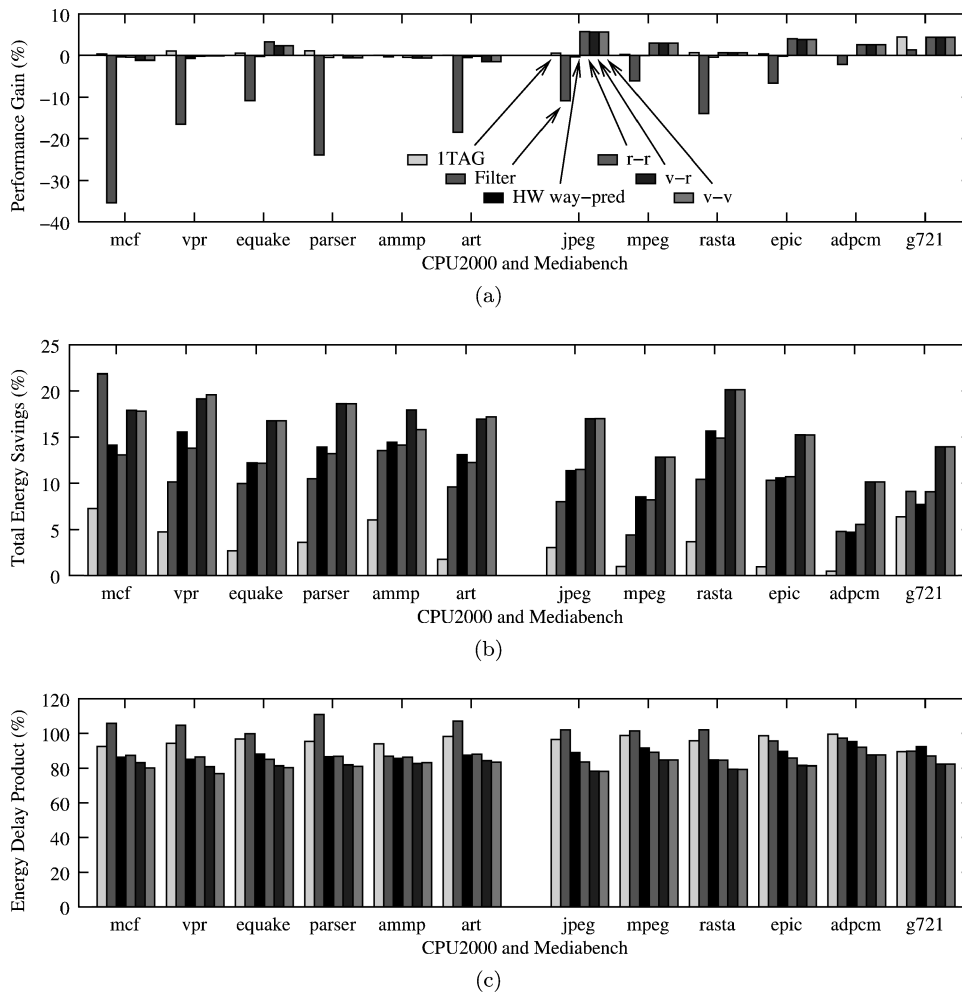 10
0
−10
−20
−30
−40
Performance Gain (%)
1TAG
Filter
HW way−pred
r−r
v−r
v−v
mcf vpr equake parser ammp art jpeg mpeg rasta epic adpcm g721
CPU2000 and Mediabench
(a)
25
20
15
10
5
0
Total Energy Savings (%)
mcf vpr equake parser ammp art jpeg mpeg rasta epic adpcm g721
CPU2000 and Mediabench
(b)
120
100
80
60
40
20
0
Energy Delay Product (%)
mcf vpr equake parser ammp art jpeg mpeg rasta epic adpcm g721
CPU2000 and Mediabench
(c)